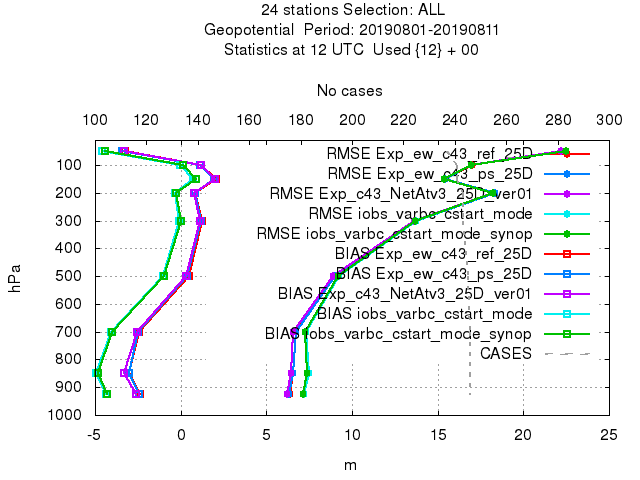 24 stations Selection: ALL
Geopotential  Period: 20190801-20190811
Statistics at 12 UTC  Used {12} + 00
No cases
100 120 140 160 180 200 220 240 260 280 300
RMSE Exp_ew_c43_ref_25D
RMSE Exp_ew_c43_ps_25D
RMSE Exp_c43_NetAtv3_25D_ver01
RMSE iobs_varbc_cstart_mode
RMSE iobs_varbc_cstart_mode_synop
BIAS Exp_ew_c43_ref_25D
BIAS Exp_ew_c43_ps_25D
BIAS Exp_c43_NetAtv3_25D_ver01
BIAS iobs_varbc_cstart_mode
BIAS iobs_varbc_cstart_mode_synop
CASES
100
200
300
400
500
600
700
800
900
1000
hPa
-5 0 5 10 15 20 25
m